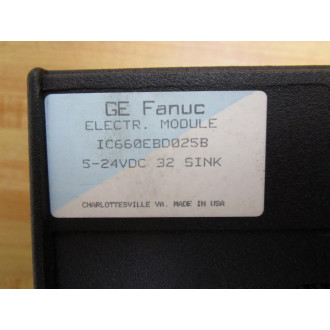 GE Fanuc
ELECTR. MODULE
IC660EBD025B
5-24VDC 32 SINK
CHARLOTTESVILLE VA. MADE IN USA